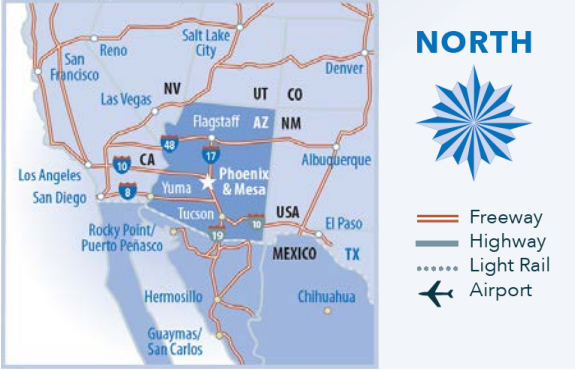 Salt Lake
City
Reno
San
Francisco
Denver
NV
UT
CO
Las Vegas
Flagstaff
AZ
NM
48
17
CA
10
Albuquerque
Los Angeles
Phoenix
& Mesa
8
Yuma
San Diego
Tucson
10
USA
El Paso
19
Rocky Point/
Puerto Peñasco
MEXICO
TX
Hermosillo
Chihuahua
Guaymas/
San Carlos
NORTH
Freeway
Highway
Light Rail
Airport